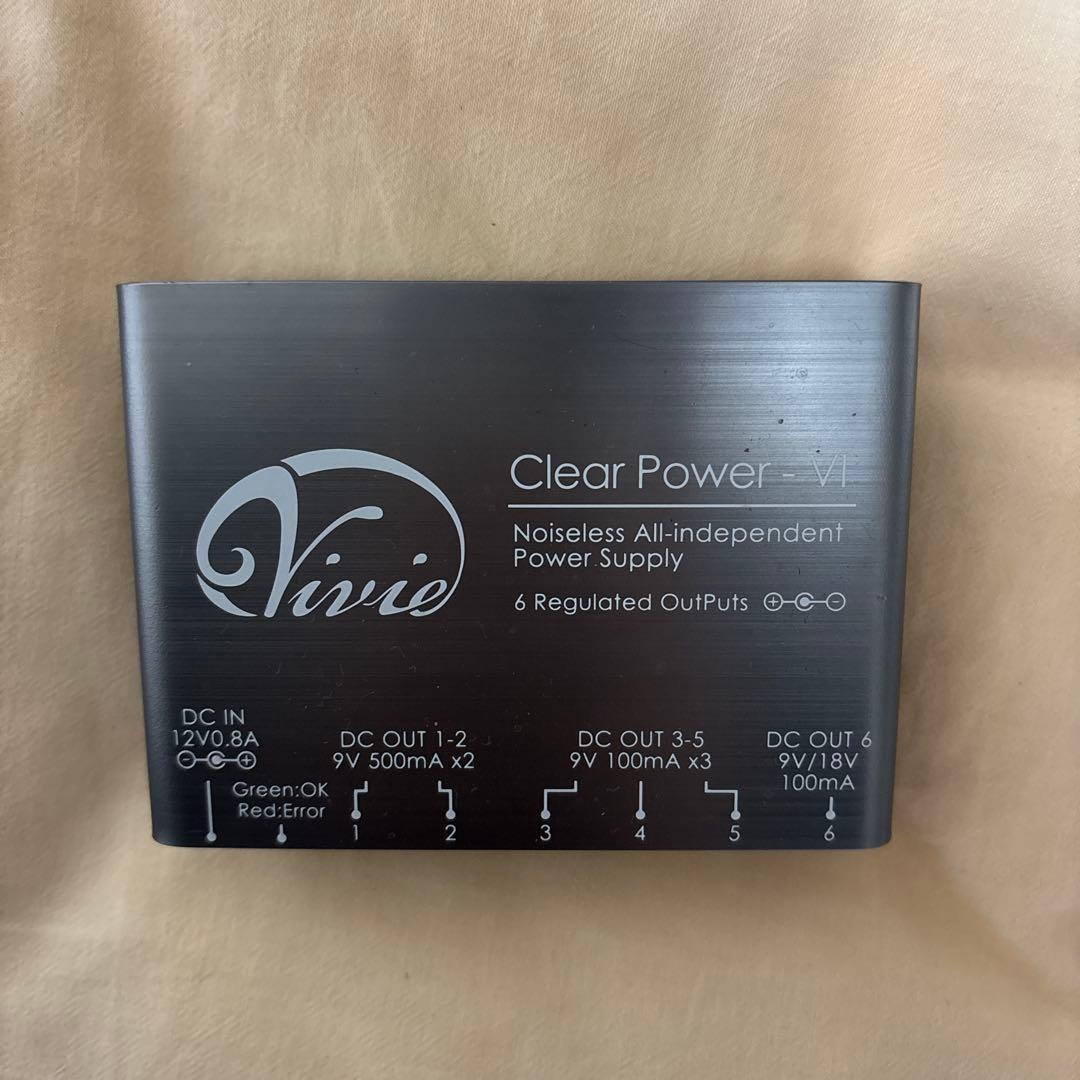 Vivie
Clear Power - VI
Noiseless All-independent
Power Supply
6 Regulated OutPuts
DC IN
12V0.8A
Green:OK
Red:Error
DC OUT 1-2
9V 500mA x2
DC OUT 3-5
9V 100mA x3
DC OUT 6
9V/18V
100mA
1 2 3 4 5 6